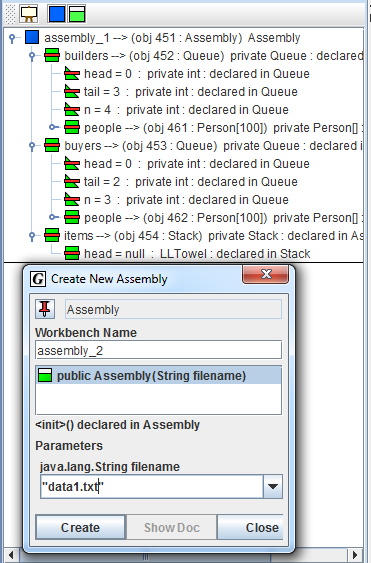 assembly_1 --> (obj 451 : Assembly)  Assembly
builders --> (obj 452 : Queue)  private Queue : declared
head = 0  :  private int : declared in Queue
tail = 3  :  private int : declared in Queue
n = 4  :  private int : declared in Queue
people --> (obj 461 : Person[100])  private Person[] :
buyers --> (obj 453 : Queue)  private Queue : declared in
head = 0  :  private int : declared in Queue
tail = 2  :  private int : declared in Queue
n = 3  :  private int : declared in Queue
people --> (obj 462 : Person[100])  private Person[] :
items --> (obj 454 : Stack)  private Stack : declared in As
head = null  :  LLTowel : declared in Stack
G Create New Assembly X
Assembly
Workbench Name
assembly_2
public Assembly(String filename)
<init>() declared in Assembly
Parameters
java.lang.String filename
"data1.txt"
Create Show Doc Close